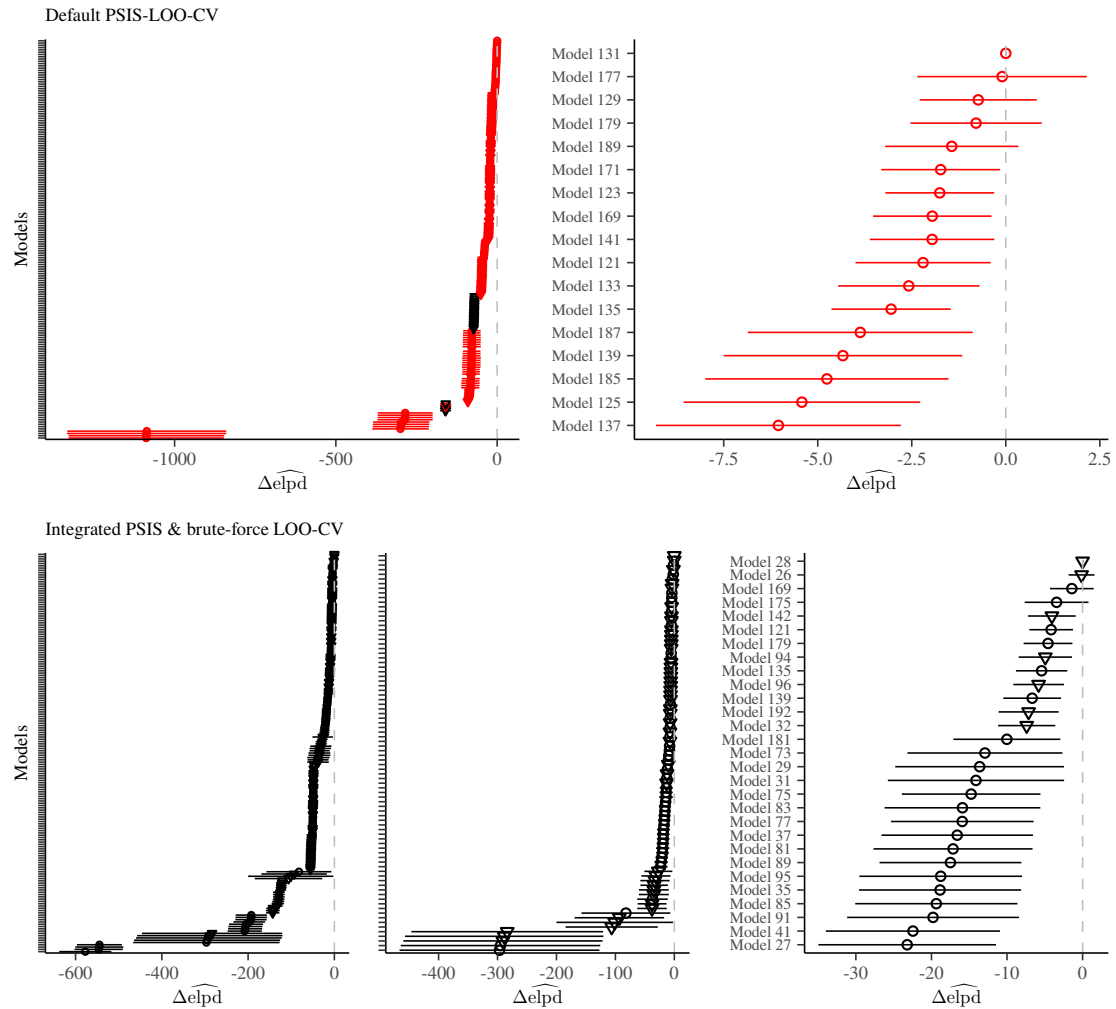 Default PSIS-LOO-CV
Models
-1000
-500
0
Δelpd
Model 131
Model 177
Model 129
Model 179
Model 189
Model 171
Model 123
Model 169
Model 141
Model 121
Model 133
Model 135
Model 187
Model 139
Model 185
Model 125
Model 137
-7.5
-5.0
-2.5
0.0
2.5
Δelpd
Integrated PSIS & brute-force LOO-CV
Models
-600
-400
-200
0
Δelpd
-400
-200
0
Δelpd
Model 28
Model 26
Model 169
Model 175
Model 142
Model 121
Model 179
Model 94
Model 135
Model 96
Model 139
Model 192
Model 32
Model 181
Model 73
Model 29
Model 31
Model 75
Model 83
Model 77
Model 37
Model 81
Model 89
Model 95
Model 35
Model 85
Model 91
Model 41
Model 27
-30
-20
-10
0
Δelpd